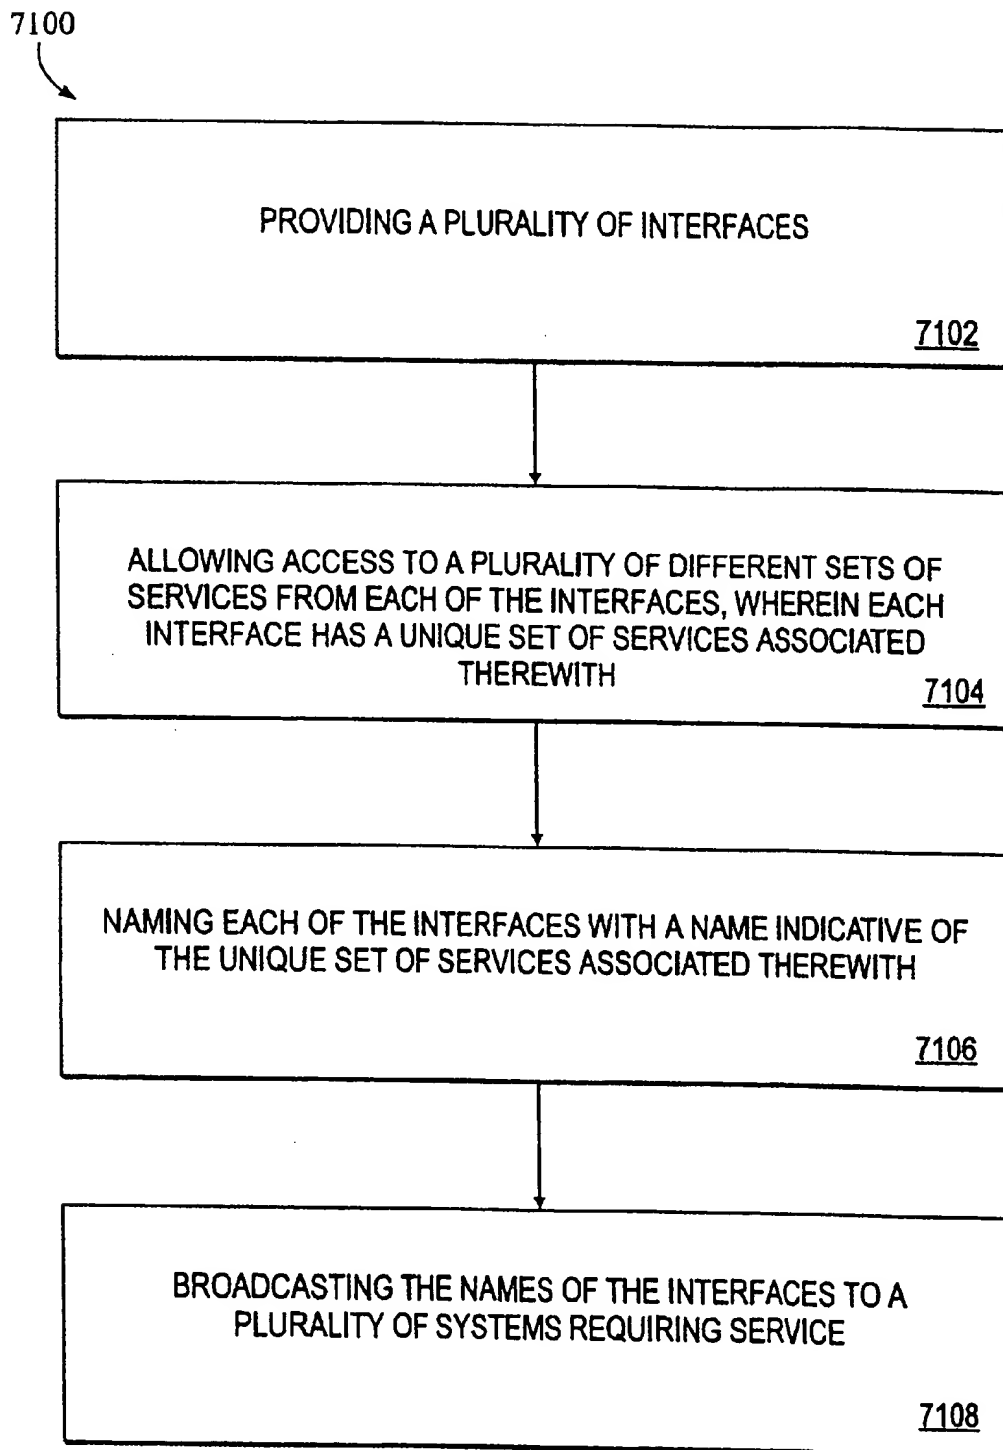 7100
PROVIDING A PLURALITY OF INTERFACES
7102
ALLOWING ACCESS TO A PLURALITY OF DIFFERENT SETS OF
SERVICES FROM EACH OF THE INTERFACES, WHEREIN EACH
INTERFACE HAS A UNIQUE SET OF SERVICES ASSOCIATED
THEREWITH
7104
NAMING EACH OF THE INTERFACES WITH A NAME INDICATIVE OF
THE UNIQUE SET OF SERVICES ASSOCIATED THEREWITH
7106
BROADCASTING THE NAMES OF THE INTERFACES TO A
PLURALITY OF SYSTEMS REQUIRING SERVICE
7108